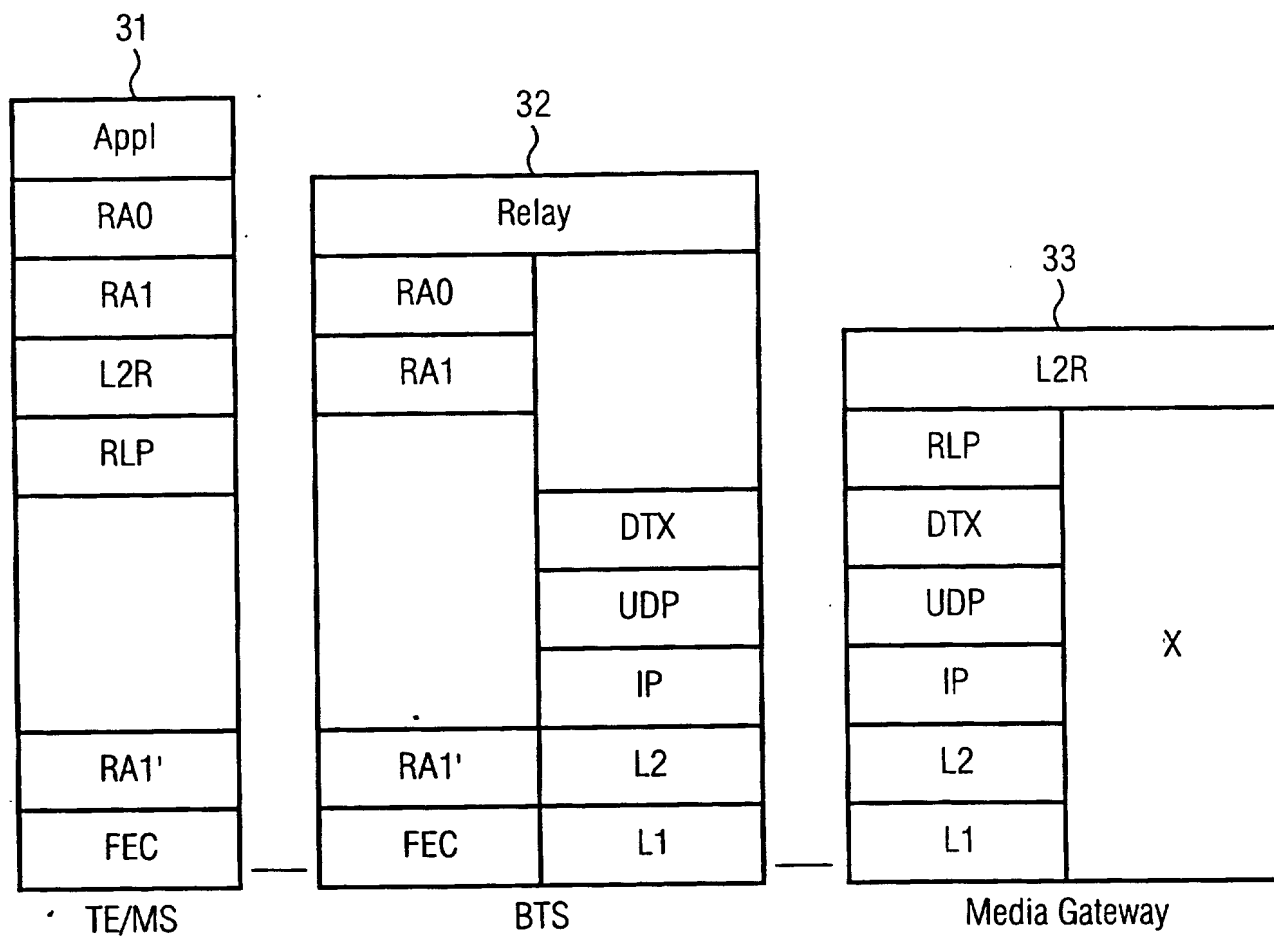 31
Appl
RA0
RA1
L2R
RLP
RA1'
FEC
TE/MS
32
Relay
RA0
RA1
DTX
UDP
IP
RA1' L2
FEC L1
BTS
33
L2R
RLP
DTX
UDP
X
IP
L2
L1
Media Gateway